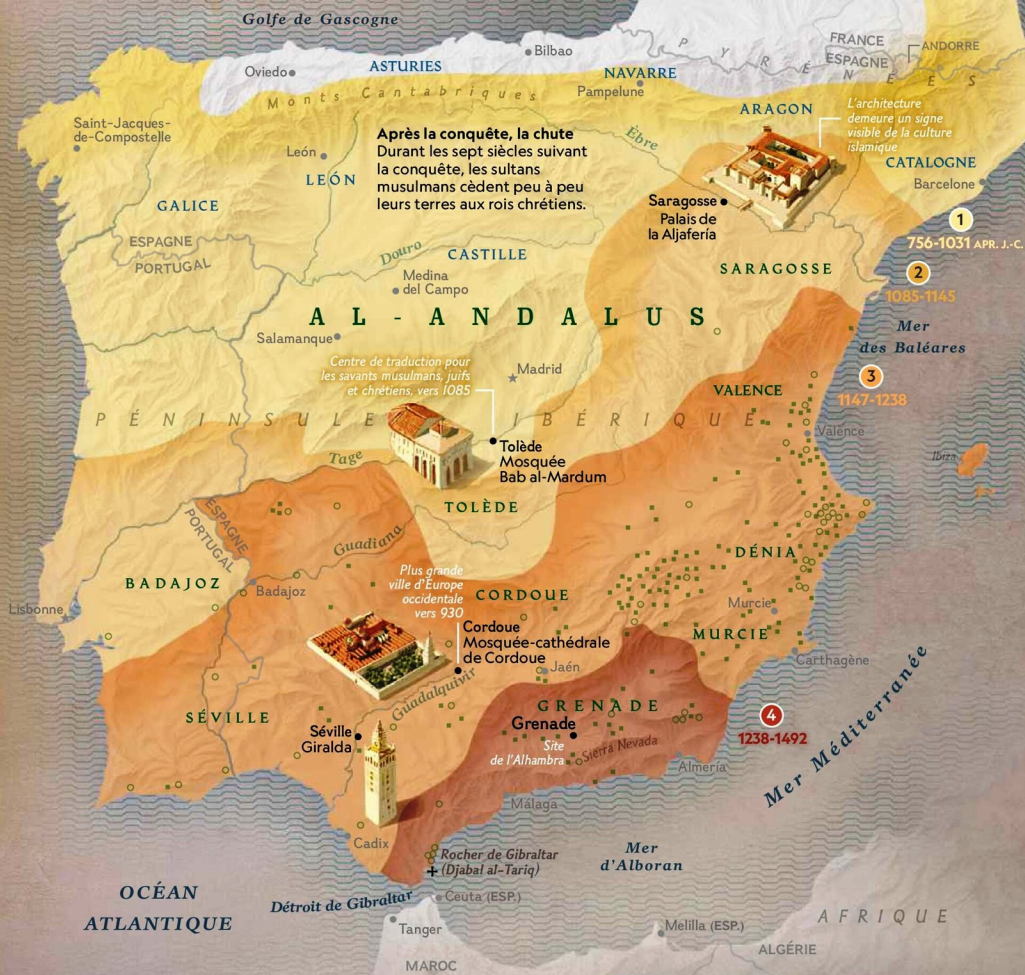 Golfe de Gascogne
Bilbao
Oviedo
ASTURIES
Monts Cantabriques
NAVARRE
Pampelune
PYRÉNÉES
FRANCE
ESPAGNE
ANDORRE
ARAGON
L'architecture
demeure un signe
visible de la culture
islamique
CATALOGNE
Barcelone
Saint-Jacques-
de-Compostelle
León
LEÓN
GALICE
Après la conquête, la chute
Durant les sept siècles suivant
la conquête, les sultans
musulmans cèdent peu à peu
leurs terres aux rois chrétiens.
Èbre
Saragosse
Palais de
la Aljafería
1
756-1031 APR. J.-C.
ESPAGNE
PORTUGAL
Douro
CASTILLE
Medina
del Campo
SARAGOSSE
2
1085-1145
AL-ANDALUS
Mer
des Baléares
Salamanque
Centre de traduction pour
les savants musulmans, juifs
et chrétiens, vers 1085
Madrid
3
1147-1238
VALENCE
PÉNINSULE IBÉRIQUE
Valence
Tolède
Mosquée
Bab al-Mardum
Tage
Ibiza
TOLÈDE
ESPAGNE
PORTUGAL
Guadiana
DÉNIA
BADAJOZ
Badajoz
Plus grande
ville d'Europe
occidentale
vers 930
CORDOUE
Lisbonne
Murcie
Cordoue
Mosquée-cathédrale
de Cordoue
MURCIE
Jaén
Carthagène
Guadalquivir
SÉVILLE
GRENADE
Grenade
4
1238-1492
Séville
Giralda
Site
de l'Alhambra
Sierra Nevada
Almería
Mer Méditerranée
Málaga
Cadix
Rocher de Gibraltar
(Djabal al-Tariq)
Mer
d'Alboran
OCÉAN
ATLANTIQUE
Détroit de Gibraltar
Ceuta (ESP.)
Tanger
Melilla (ESP.)
AFRIQUE
ALGÉRIE
MAROC